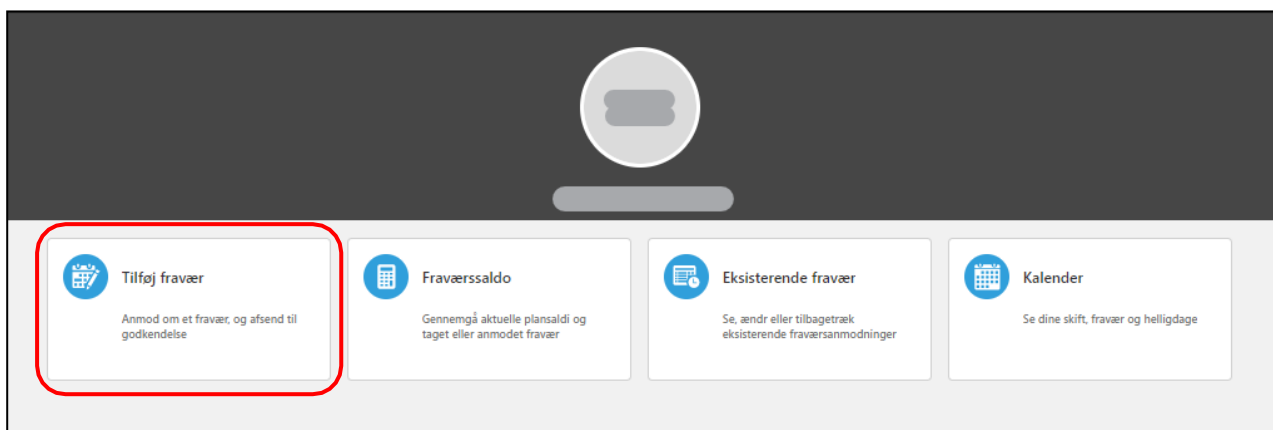 Tilføj fravær
Anmod om et fravær, og afsend til
godkendelse
Fraværssaldo
Gennemgå aktuelle plansaldi og
taget eller anmodet fravær
Eksisterende fravær
Se, ændr eller tilbagetræk
eksisterende fraværsanmodninger
Kalender
Se dine skift, fravær og helligdage